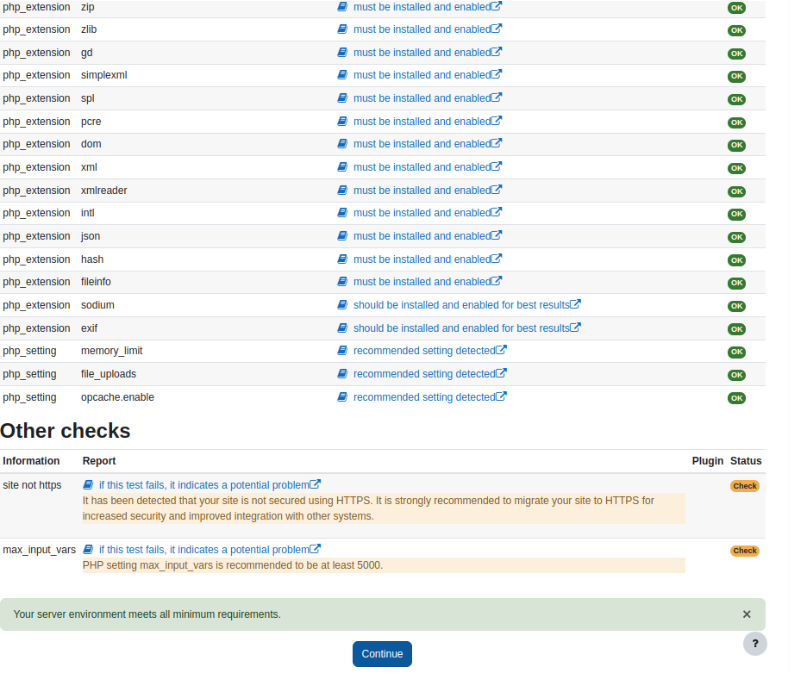 php_extension zip must be installed and enabled OK
php_extension zlib must be installed and enabled OK
php_extension gd must be installed and enabled OK
php_extension simplexml must be installed and enabled OK
php_extension spl must be installed and enabled OK
php_extension pcre must be installed and enabled OK
php_extension dom must be installed and enabled OK
php_extension xml must be installed and enabled OK
php_extension xmlreader must be installed and enabled OK
php_extension intl must be installed and enabled OK
php_extension json must be installed and enabled OK
php_extension hash must be installed and enabled OK
php_extension fileinfo must be installed and enabled OK
php_extension sodium should be installed and enabled for best results OK
php_extension exif should be installed and enabled for best results OK
php_setting memory_limit recommended setting detected OK
php_setting file_uploads recommended setting detected OK
php_setting opcache.enable recommended setting detected OK
Other checks
Information Report Plugin Status
site not https if this test fails, it indicates a potential problem Check
It has been detected that your site is not secured using HTTPS. It is strongly recommended to migrate your site to HTTPS for
increased security and improved integration with other systems.
max_input_vars if this test fails, it indicates a potential problem Check
PHP setting max_input_vars is recommended to be at least 5000.
Your server environment meets all minimum requirements. ×
?
Continue